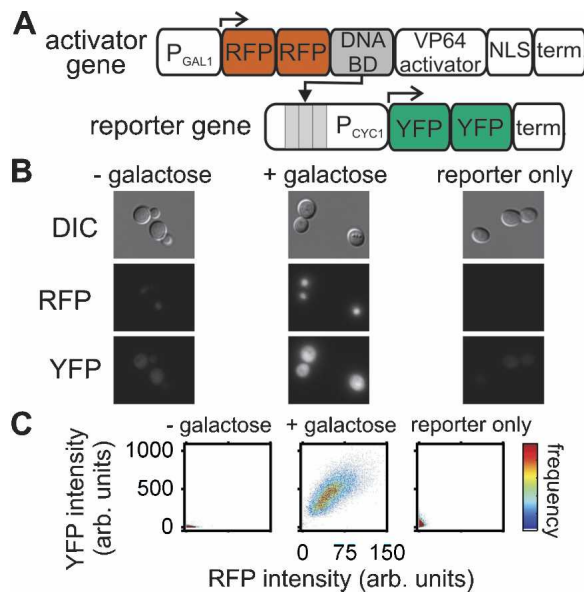 A
activator gene
P GAL1 RFP RFP DNA BD VP64 activator NLS term.
reporter gene
P CYC1 YFP YFP term.
B
- galactose + galactose reporter only
DIC
RFP
YFP
C
- galactose + galactose reporter only
YFP intensity (arb. units)
1000
500
0
0 75 150
RFP intensity (arb. units)
frequency